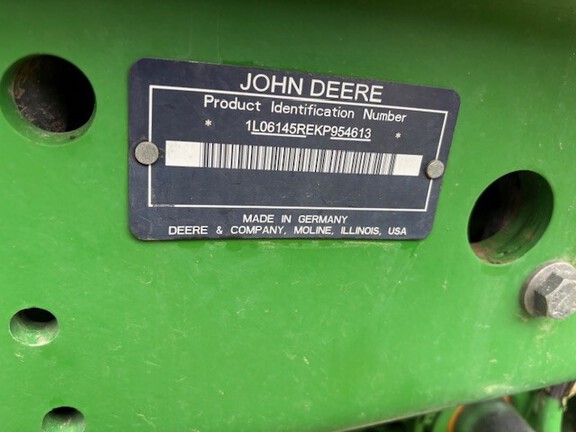 JOHN DEERE
Product Identification Number
* 1L06145REKP954613 *
MADE IN GERMANY
DEERE & COMPANY, MOLINE, ILLINOIS, USA